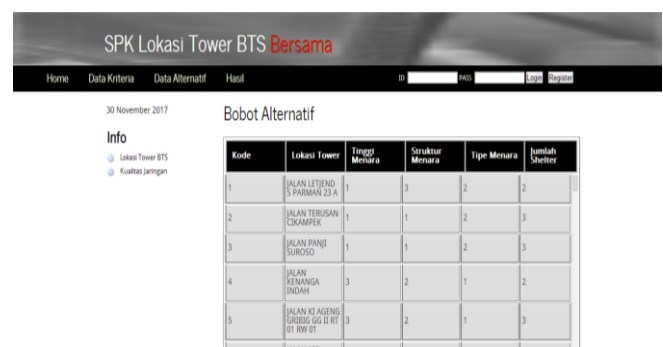 SPK Lokasi Tower BTS Bersama
Home Data Kriteria Data Alternatif Hasil ID PASS Login Register
30 November 2017
Bobot Alternatif
Info
Lokasi Tower BTS
Kualitas Jaringan
Kode Lokasi Tower Tinggi Menara Struktur Menara Tipe Menara Jumlah Shelter
1 JALAN LETJEND S PARMAN 23 A 1 3 2 2
2 JALAN TERUSAN CIKAMPEK 1 1 2 3
3 JALAN PANJI SUROSO 1 1 2 3
4 JALAN KENANGA INDAH 3 2 1 2
5 JALAN KI AGENG GRIBIG GG II RT 01 RW 01 3 2 1 3